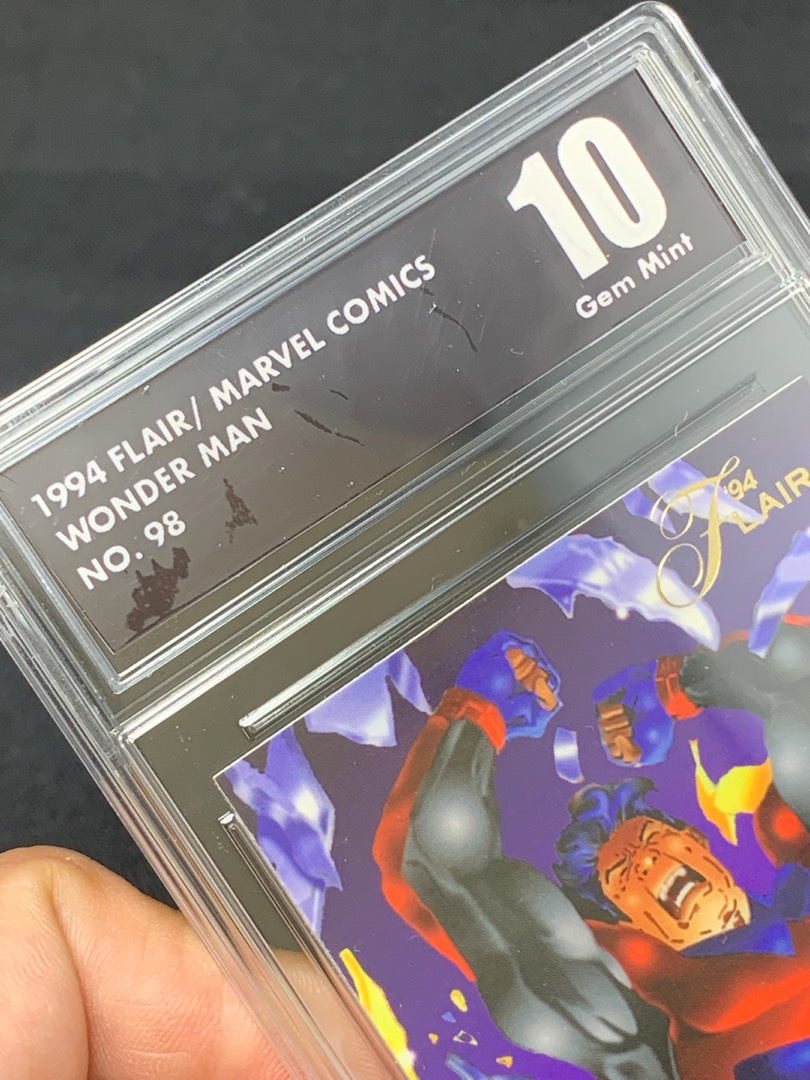 1994 FLAIR/ MARVEL COMICS
WONDER MAN
NO. 98
10
Gem Mint
'94
FLAIR